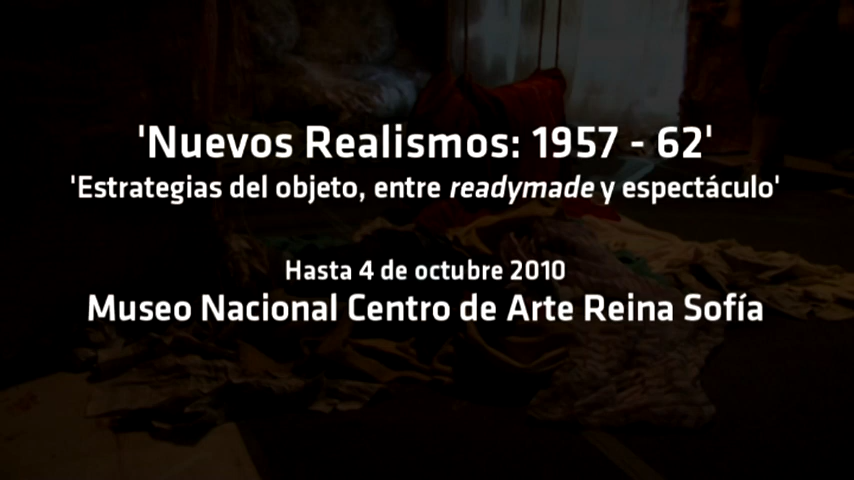 'Nuevos Realismos: 1957 - 62'
'Estrategias del objeto, entre readymade y espectáculo'
Hasta 4 de octubre 2010
Museo Nacional Centro de Arte Reina Sofía